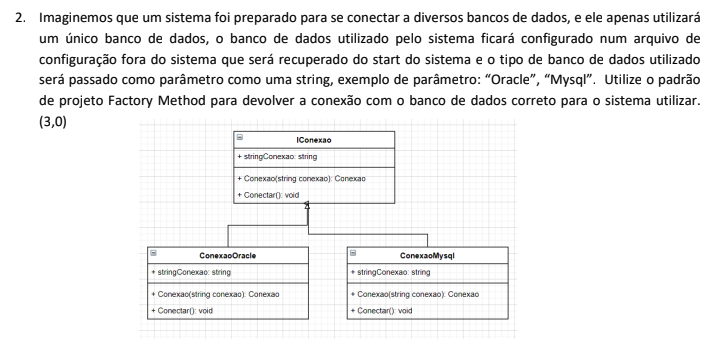 2. Imaginemos que um sistema foi preparado para se conectar a diversos bancos de dados, e ele apenas utilizará
um único banco de dados, o banco de dados utilizado pelo sistema ficará configurado num arquivo de
configuração fora do sistema que será recuperado do start do sistema e o tipo de banco de dados utilizado
será passado como parâmetro como uma string, exemplo de parâmetro: “Oracle”, “Mysql”. Utilize o padrão
de projeto Factory Method para devolver a conexão com o banco de dados correto para o sistema utilizar.
(3,0)
IConexao
+ stringConexao: string
+ Conexao(string conexao): Conexao
+ Conectar(): void
ConexaoOracle
+ stringConexao: string
+ Conexao(string conexao): Conexao
+ Conectar(): void
ConexaoMysql
+ stringConexao: string
+ Conexao(string conexao): Conexao
+ Conectar(): void